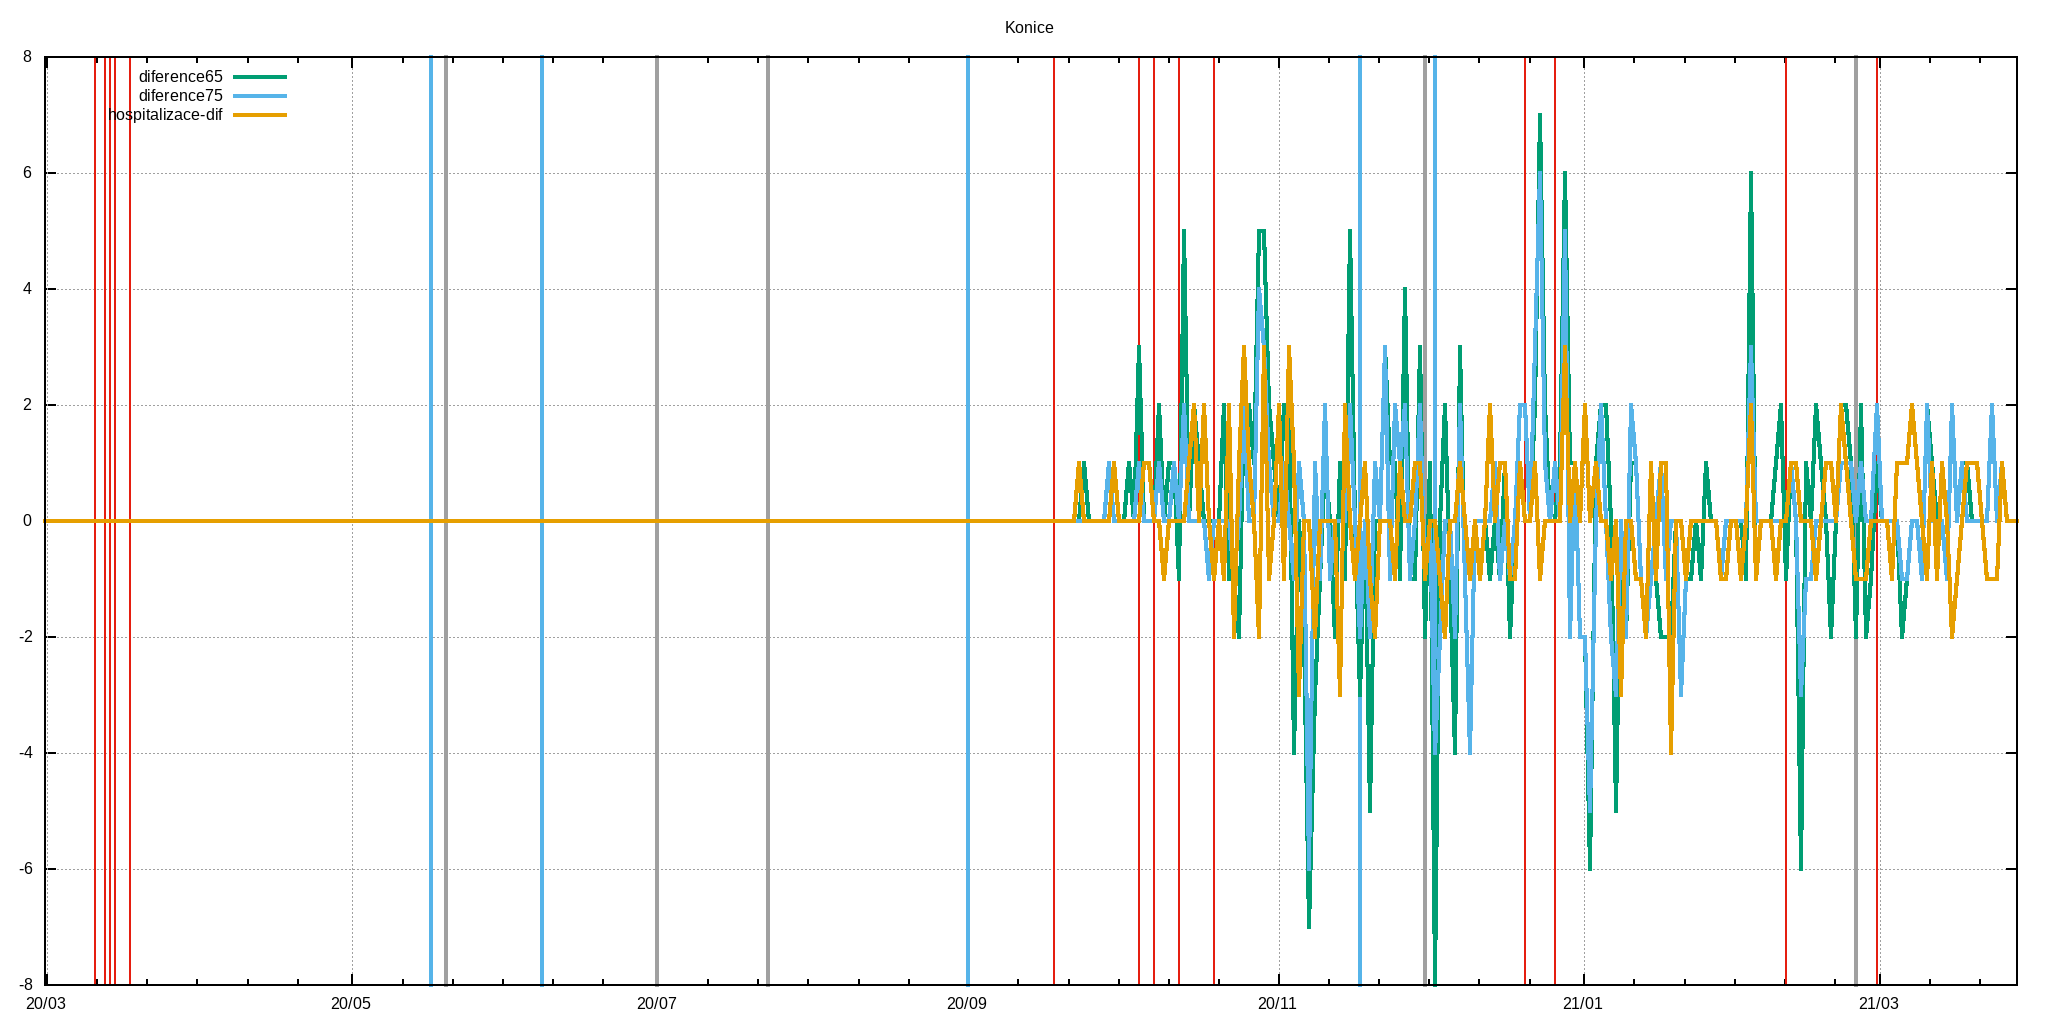 Konice
8
diference65
diference75
hospitalizace-dif
6
4
2
0
-2
-4
-6
-8
20/03 20/05 20/07 20/09 20/11 21/01 21/03